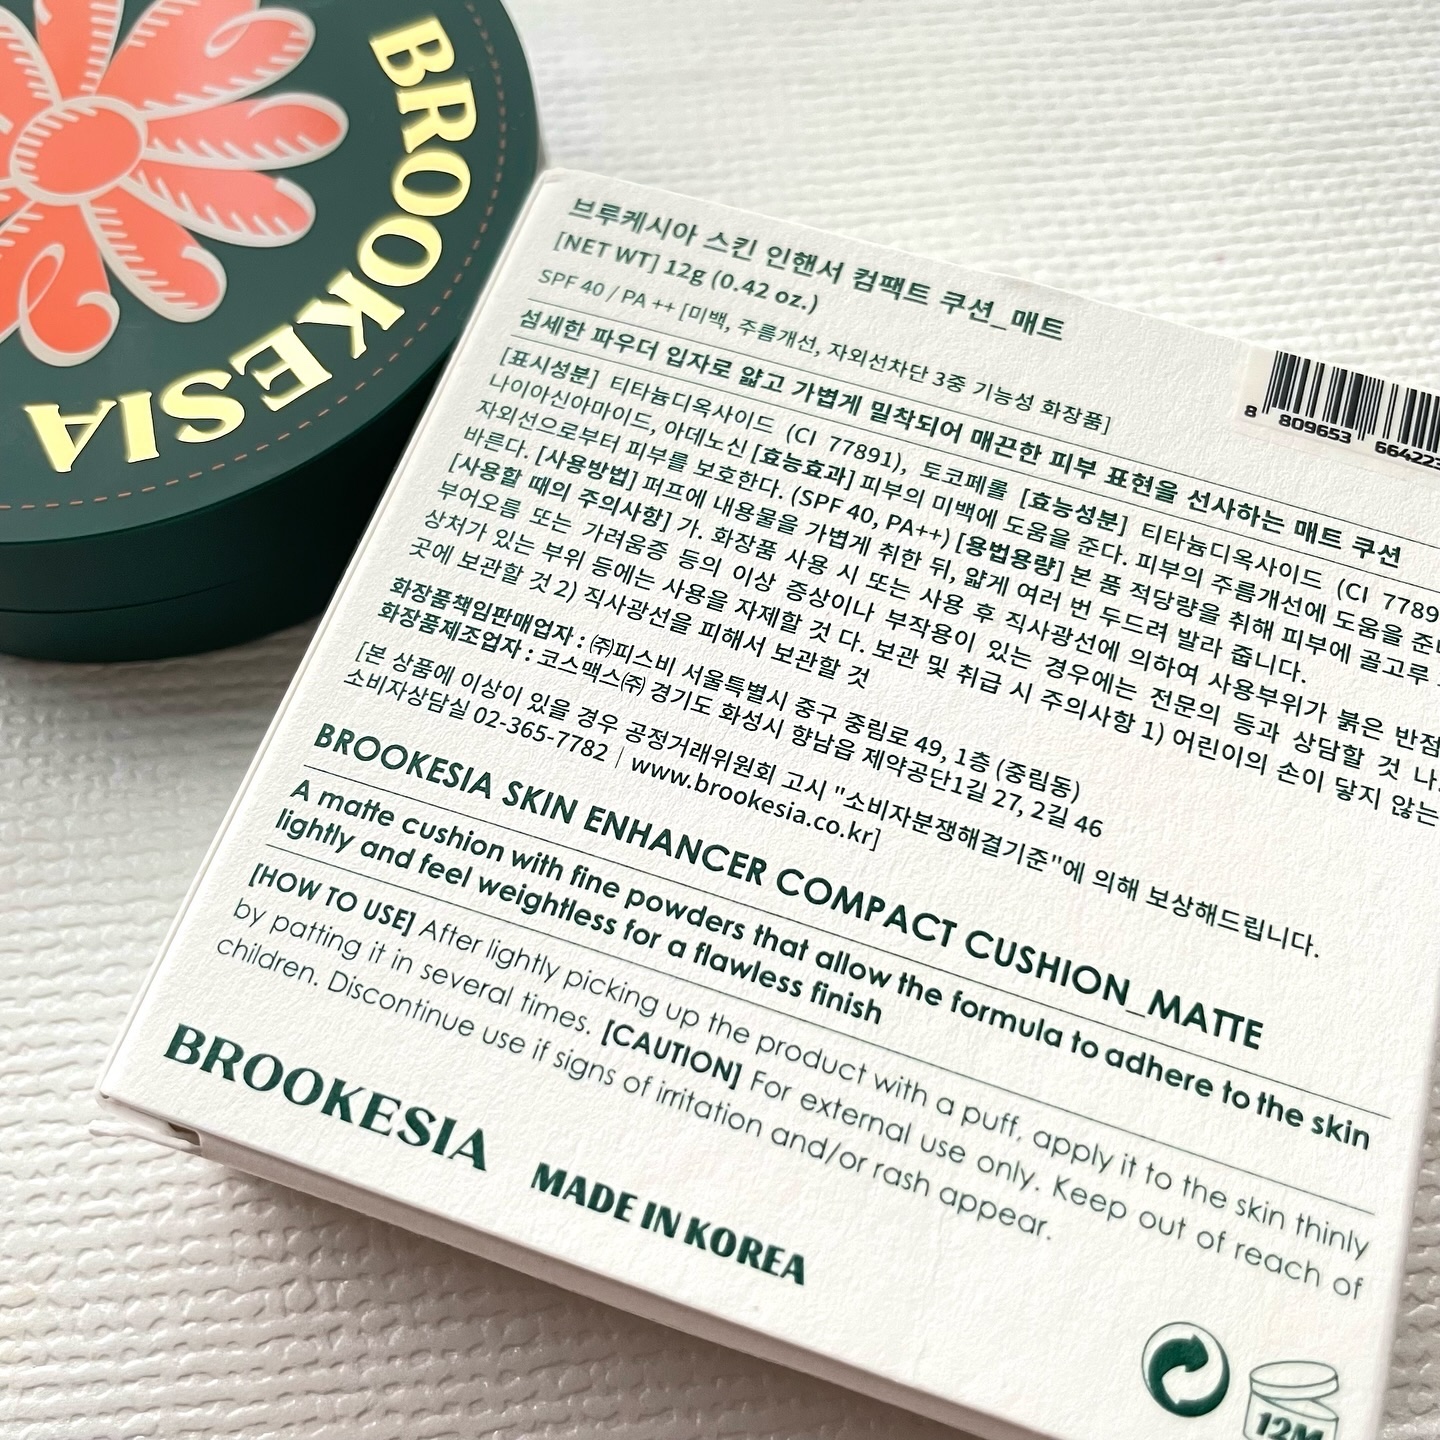 BROOKESIA
브루케시아 스킨 인핸서 컴팩트 쿠션_매트
[NET WT] 12g (0.42 oz.)
SPF 40 / PA ++ [미백, 주름개선, 자외선차단 3중 기능성 화장품]
8 809653 664223
섬세한 파우더 입자로 얇고 가볍게 밀착되어 매끈한 피부 표현을 선사하는 매트 쿠션
[표시성분] 티타늄디옥사이드 (CI 77891), 토코페롤 [효능성분] 티타늄디옥사이드 (CI 7789
나이아신아마이드, 아데노신 [효능효과] 피부의 미백에 도움을 준다. 피부의 주름개선에 도움을 준
자외선으로부터 피부를 보호한다. (SPF 40, PA++) [용법용량] 본 품 적당량을 취해 피부에 골고루
바른다. [사용방법] 퍼프에 내용물을 가볍게 취한 뒤, 얇게 여러 번 두드려 발라 줍니다.
[사용할 때의 주의사항] 가. 화장품 사용 시 또는 사용 후 직사광선에 의하여 사용부위가 붉은 반점,
부어오름 또는 가려움증 등의 이상 증상이나 부작용이 있는 경우에는 전문의 등과 상담할 것 나.
상처가 있는 부위 등에는 사용을 자제할 것 다. 보관 및 취급 시 주의사항 1) 어린이의 손이 닿지 않는
곳에 보관할 것 2) 직사광선을 피해서 보관할 것
화장품책임판매업자 : ㈜피스비 서울특별시 중구 중림로 49, 1층 (중림동)
화장품제조업자 : 코스맥스㈜ 경기도 화성시 향남읍 제약공단1길 27, 2길 46
[본 상품에 이상이 있을 경우 공정거래위원회 고시 "소비자분쟁해결기준"에 의해 보상해드립니다.
소비자상담실 02-365-7782 | www.brookesia.co.kr]
BROOKESIA SKIN ENHANCER COMPACT CUSHION_MATTE
A matte cushion with fine powders that allow the formula to adhere to the skin
lightly and feel weightless for a flawless finish
[HOW TO USE] After lightly picking up the product with a puff, apply it to the skin thinly
by patting it in several times. [CAUTION] For external use only. Keep out of reach of
children. Discontinue use if signs of irritation and/or rash appear.
BROOKESIA MADE IN KOREA
12M